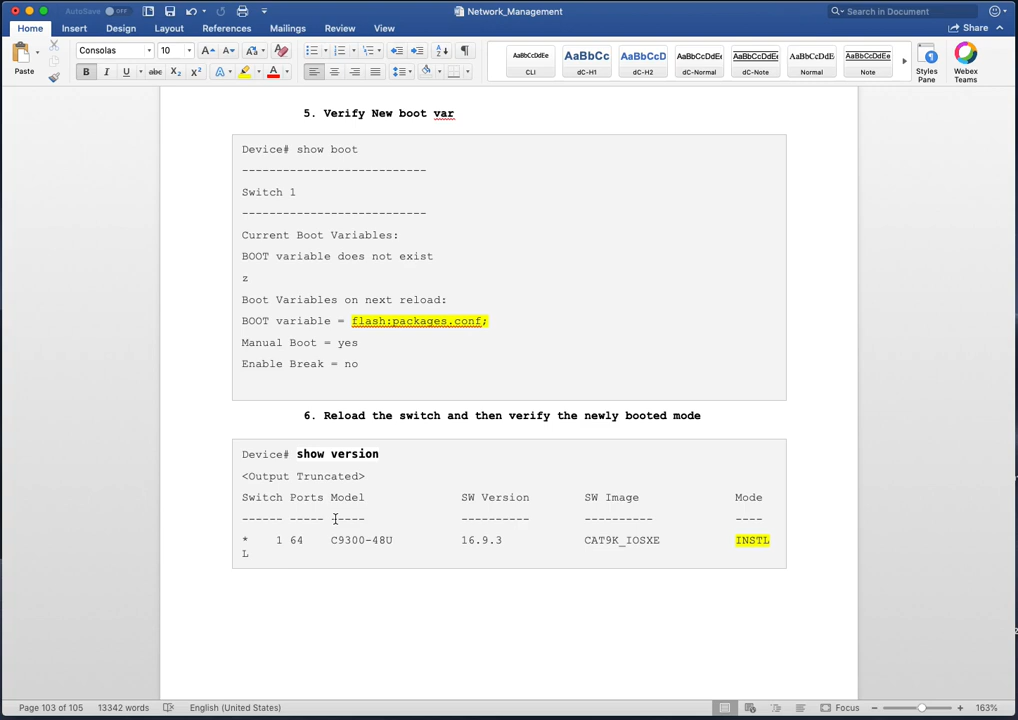 AutoSave OFF
Network_Management
Search in Document
Home Insert Design Layout References Mailings Review View
Share
Paste
Consolas 10
B I U abc X₂ X²
AaBbCcDdEe
CLI
AaBbCc
dC-H1
AaBbCcD
dC-H2
AaBbCcDdEe
dC-Normal
AaBbCcDdEe
dC-Note
AaBbCcDdE
Normal
AaBbCcDdEe
Note
Styles
Pane
Webex
Teams
5. Verify New boot var
Device# show boot
---------------------------
Switch 1
---------------------------
Current Boot Variables:
BOOT variable does not exist
z
Boot Variables on next reload:
BOOT variable = flash:packages.conf;
Manual Boot = yes
Enable Break = no
6. Reload the switch and then verify the newly booted mode
Device# show version
<Output Truncated>
Switch Ports Model SW Version SW Image Mode
------ ----- ----- ---------- ---------- ----
* 1 64 C9300-48U 16.9.3 CAT9K_IOSXE INSTL
L
Page 103 of 105 13342 words English (United States) Focus 163%